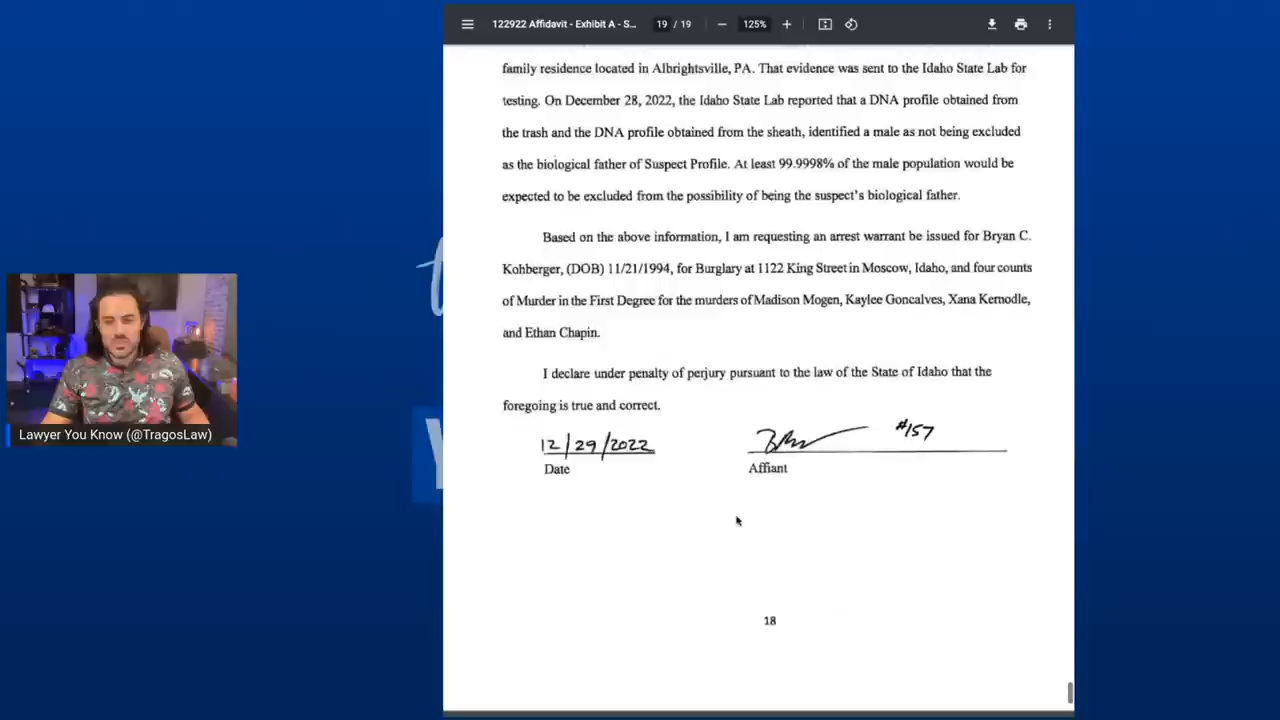 122922 Affidavit - Exhibit A - S...
19 / 19
125%
family residence located in Albrightsville, PA. That evidence was sent to the Idaho State Lab for
testing. On December 28, 2022, the Idaho State Lab reported that a DNA profile obtained from
the trash and the DNA profile obtained from the sheath, identified a male as not being excluded
as the biological father of Suspect Profile. At least 99.9998% of the male population would be
expected to be excluded from the possibility of being the suspect's biological father.
Based on the above information, I am requesting an arrest warrant be issued for Bryan C.
Kohberger, (DOB) 11/21/1994, for Burglary at 1122 King Street in Moscow, Idaho, and four counts
of Murder in the First Degree for the murders of Madison Mogen, Kaylee Goncalves, Xana Kernodle,
and Ethan Chapin.
I declare under penalty of perjury pursuant to the law of the State of Idaho that the
foregoing is true and correct.
12/29/2022
#157
Date
Affiant
18
Lawyer You Know (@TragosLaw)